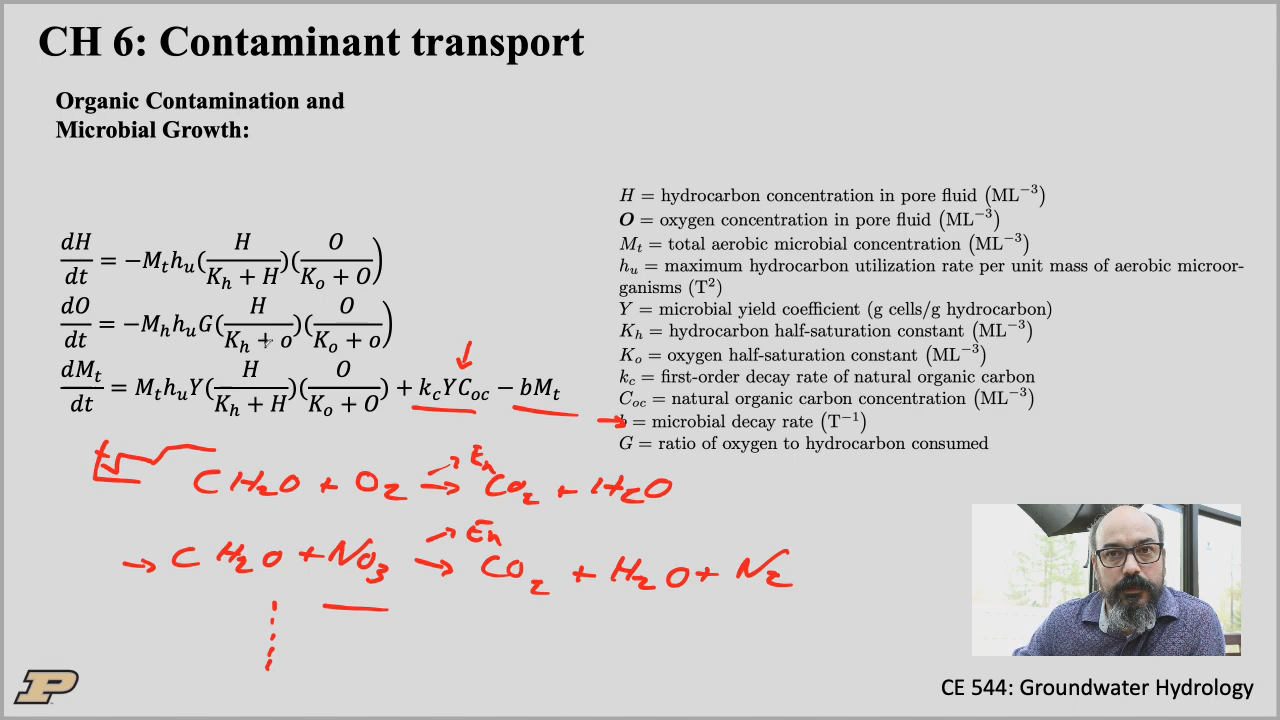 CH 6: Contaminant transport
Organic Contamination and
Microbial Growth:
dH/dt = −M_t h_u (H/(K_h + H))(O/(K_o + O))
dO/dt = −M_h h_u G(H/(K_h + o))(O/(K_o + o))
dM_t/dt = M_t h_u Y(H/(K_h + H))(O/(K_o + O)) + k_c Y C_oc − b M_t
H = hydrocarbon concentration in pore fluid (ML⁻³)
O = oxygen concentration in pore fluid (ML⁻³)
M_t = total aerobic microbial concentration (ML⁻³)
h_u = maximum hydrocarbon utilization rate per unit mass of aerobic microor-
ganisms (T²)
Y = microbial yield coefficient (g cells/g hydrocarbon)
K_h = hydrocarbon half-saturation constant (ML⁻³)
K_o = oxygen half-saturation constant (ML⁻³)
k_c = first-order decay rate of natural organic carbon
C_oc = natural organic carbon concentration (ML⁻³)
b = microbial decay rate (T⁻¹)
G = ratio of oxygen to hydrocarbon consumed
En
CH₂O + O₂ → CO₂ + H₂O
En
→ CH₂O + NO₃ → CO₂ + H₂O + N₂
P
CE 544: Groundwater Hydrology